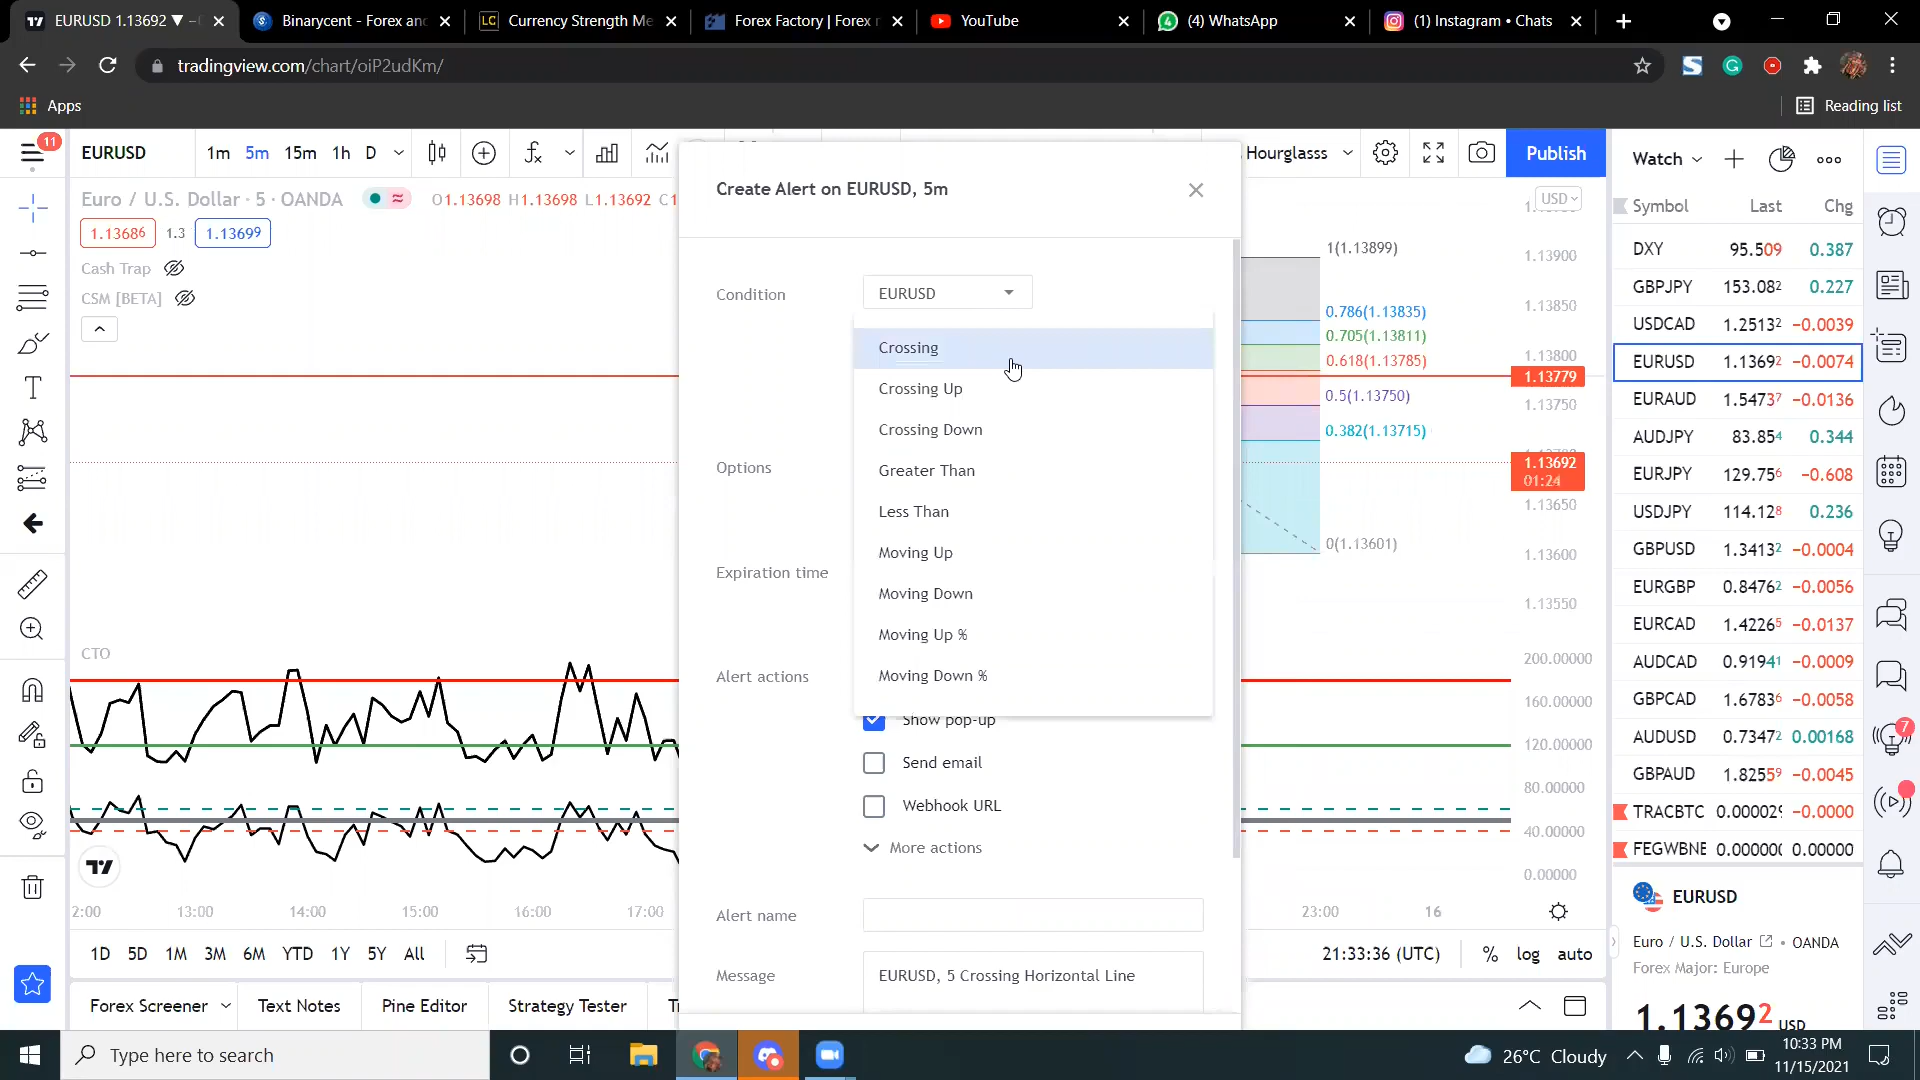 EURUSD 1.13692 ▼
Binarycent - Forex an
Currency Strength Me
Forex Factory | Forex
YouTube
(4) WhatsApp
(1) Instagram • Chats
tradingview.com/chart/oiP2udKm/
Apps
Reading list
11
EURUSD
1m 5m 15m 1h D
Hourglasss
Publish
Watch
Euro / U.S. Dollar · 5 · OANDA
O1.13698 H1.13698 L1.13692 C1
1.13686 1.3 1.13699
Cash Trap
CSM [BETA]
CTO
Create Alert on EURUSD, 5m
Condition
EURUSD
Crossing
Crossing Up
Crossing Down
Greater Than
Less Than
Moving Up
Moving Down
Moving Up %
Moving Down %
Options
Expiration time
Alert actions
Show pop-up
Send email
Webhook URL
More actions
Alert name
Message
EURUSD, 5 Crossing Horizontal Line
1(1.13899)
0.786(1.13835)
0.705(1.13811)
0.618(1.13785)
0.5(1.13750)
0.382(1.13715)
0(1.13601)
USD
1.13900
1.13850
1.13800
1.13779
1.13750
1.13692
01:24
1.13650
1.13600
1.13550
200.00000
160.00000
120.00000
80.00000
40.00000
0.00000
2:00 13:00 14:00 15:00 16:00 17:00 23:00 16
1D 5D 1M 3M 6M YTD 1Y 5Y All
21:33:36 (UTC) % log auto
Forex Screener Text Notes Pine Editor Strategy Tester
Symbol Last Chg
DXY 95.509 0.387
GBPJPY 153.082 0.227
USDCAD 1.25132 −0.0039
EURUSD 1.13692 −0.0074
EURAUD 1.54737 −0.0136
AUDJPY 83.854 0.344
EURJPY 129.756 −0.608
USDJPY 114.128 0.236
GBPUSD 1.34132 −0.0004
EURGBP 0.84762 −0.0064
EURCAD 1.42265 −0.0137
AUDCAD 0.91941 −0.0009
GBPCAD 1.67836 −0.0058
AUDUSD 0.73472 0.00168
GBPAUD 1.82559 −0.0045
TRACBTC 0.000029 −0.0000
FEGWBNB 0.000000 0.00000
EURUSD
Euro / U.S. Dollar • OANDA
Forex Major: Europe
1.13692 USD
7
Type here to search
26°C Cloudy
10:33 PM
11/15/2021